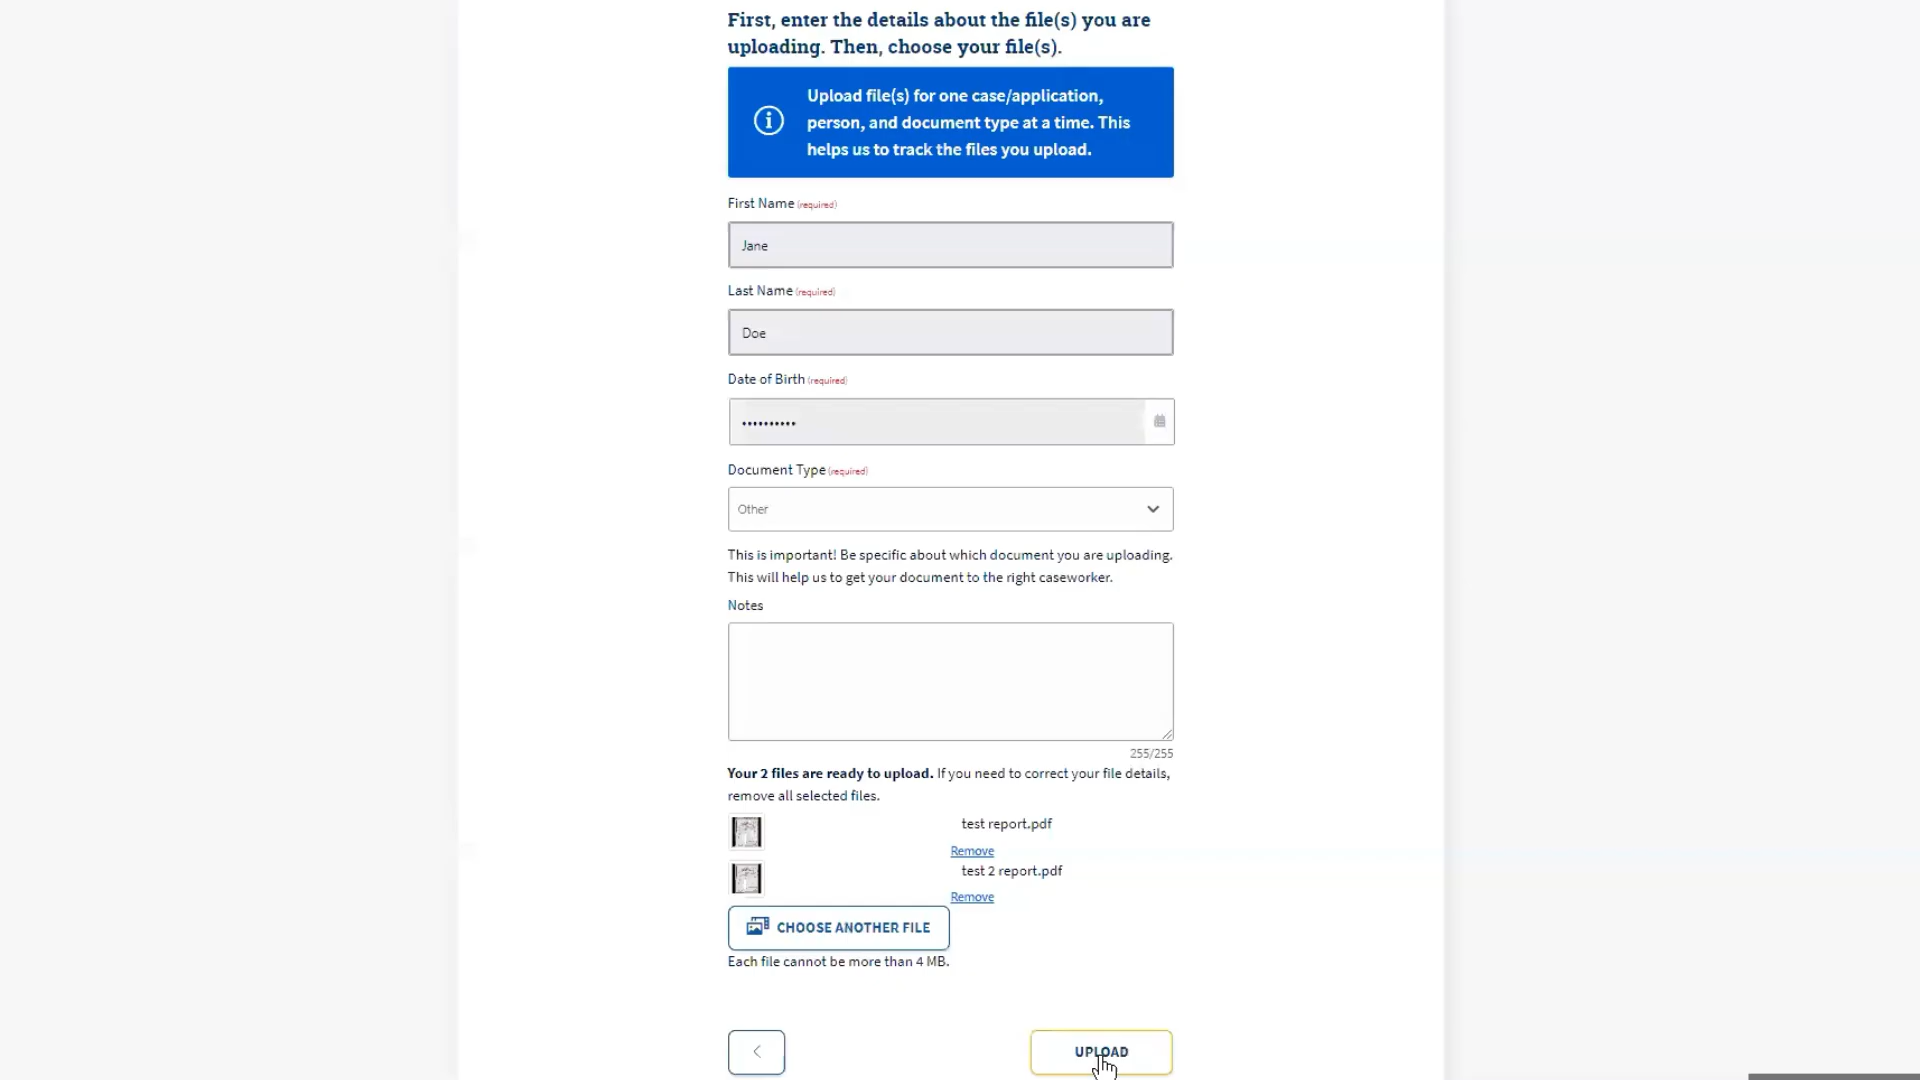 First, enter the details about the file(s) you are
uploading. Then, choose your file(s).
Upload file(s) for one case/application,
person, and document type at a time. This
helps us to track the files you upload.
First Name (required)
Jane
Last Name (required)
Doe
Date of Birth (required)
••••••••••
Document Type (required)
Other
This is important! Be specific about which document you are uploading.
This will help us to get your document to the right caseworker.
Notes
255/255
Your 2 files are ready to upload. If you need to correct your file details,
remove all selected files.
test report.pdf
Remove
test 2 report.pdf
Remove
CHOOSE ANOTHER FILE
Each file cannot be more than 4 MB.
UPLOAD